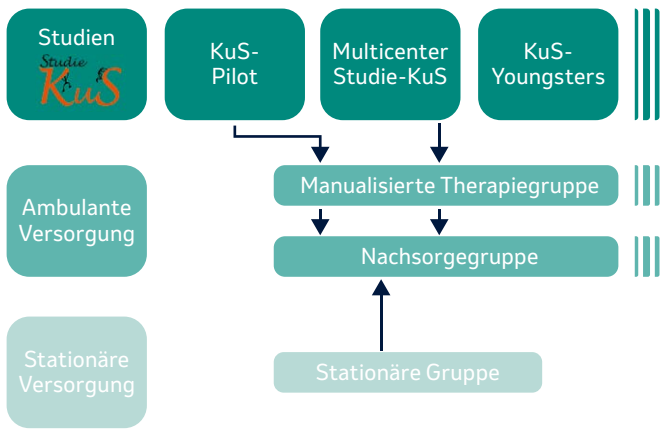 Studien
Studie
KuS
KuS-
Pilot
Multicenter
Studie-KuS
KuS-
Youngsters
Ambulante
Versorgung
Manualisierte Therapiegruppe
Nachsorgegruppe
Stationäre
Versorgung
Stationäre Gruppe